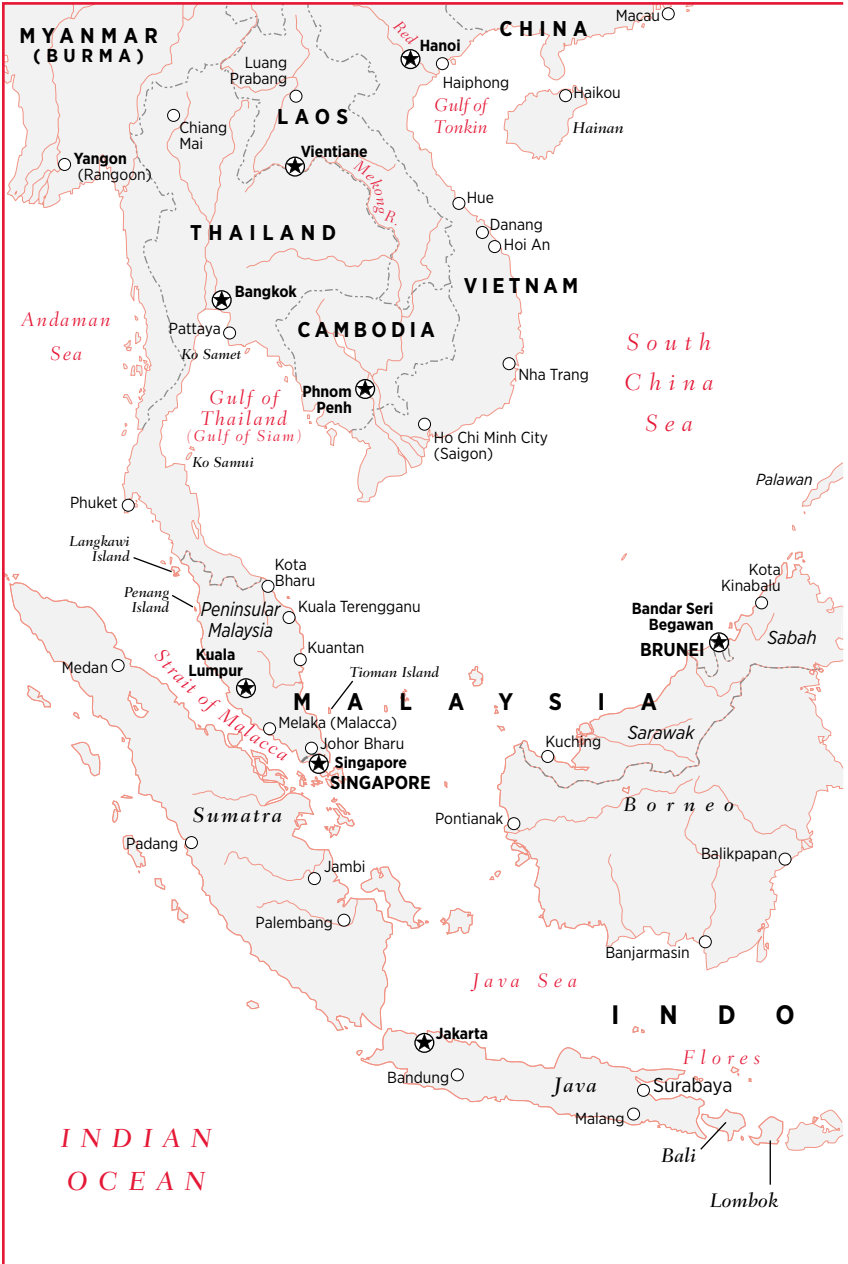 MYANMAR
(BURMA)
CHINA
Macau
Red
Hanoi
Haiphong
Luang
Prabang
Gulf of
Tonkin
Haikou
Hainan
LAOS
Chiang
Mai
Yangon
(Rangoon)
Vientiane
Mekong R.
Hue
Danang
Hoi An
THAILAND
VIETNAM
Bangkok
Andaman
Sea
Pattaya
Ko Samet
CAMBODIA
South
China
Sea
Nha Trang
Phnom
Penh
Gulf of
Thailand
(Gulf of Siam)
Ho Chi Minh City
(Saigon)
Ko Samui
Palawan
Phuket
Langkawi
Island
Kota
Bharu
Kota
Kinabalu
Penang
Island
Peninsular
Malaysia
Kuala Terengganu
Bandar Seri
Begawan
BRUNEI
Sabah
Kuantan
Kuala
Lumpur
Medan
Strait of Malacca
Tioman Island
MALAYSIA
Melaka (Malacca)
Sarawak
Johor Bharu
Kuching
Singapore
SINGAPORE
Sumatra
Borneo
Pontianak
Padang
Balikpapan
Jambi
Palembang
Banjarmasin
Java Sea
INDO
Jakarta
Flores
Bandung
Java
Surabaya
Malang
INDIAN
OCEAN
Bali
Lombok